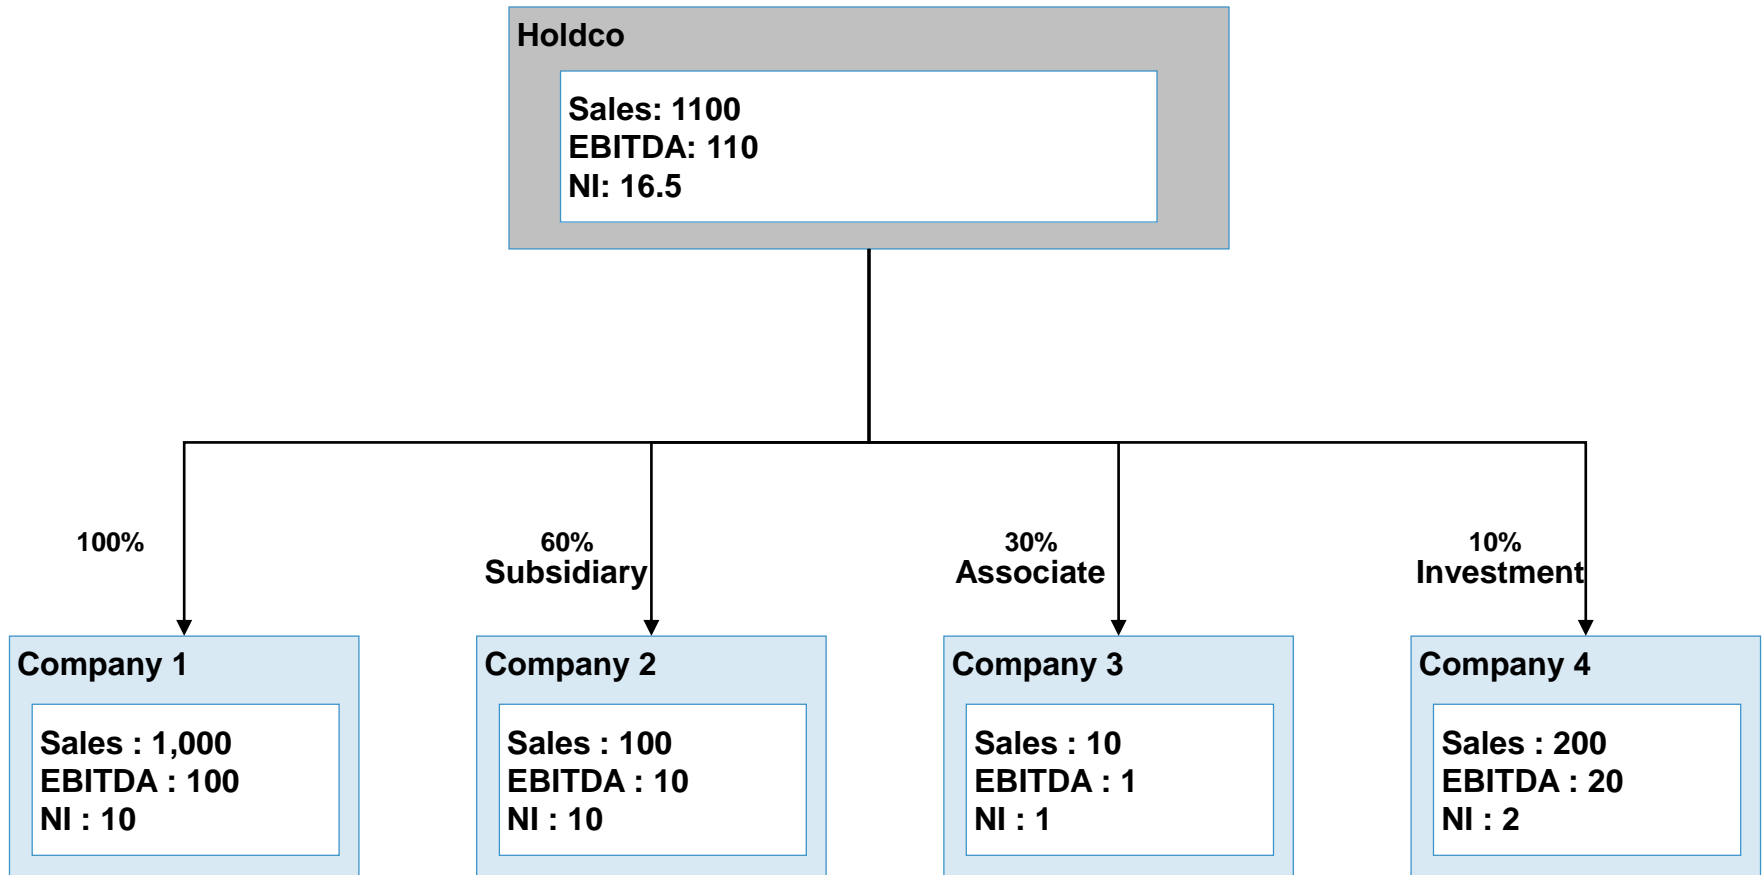 Holdco
Sales: 1100
EBITDA: 110
NI: 16.5
100%
60%
Subsidiary
30%
Associate
10%
Investment
Company 1
Sales : 1,000
EBITDA : 100
NI : 10
Company 2
Sales : 100
EBITDA : 10
NI : 10
Company 3
Sales : 10
EBITDA : 1
NI : 1
Company 4
Sales : 200
EBITDA : 20
NI : 2